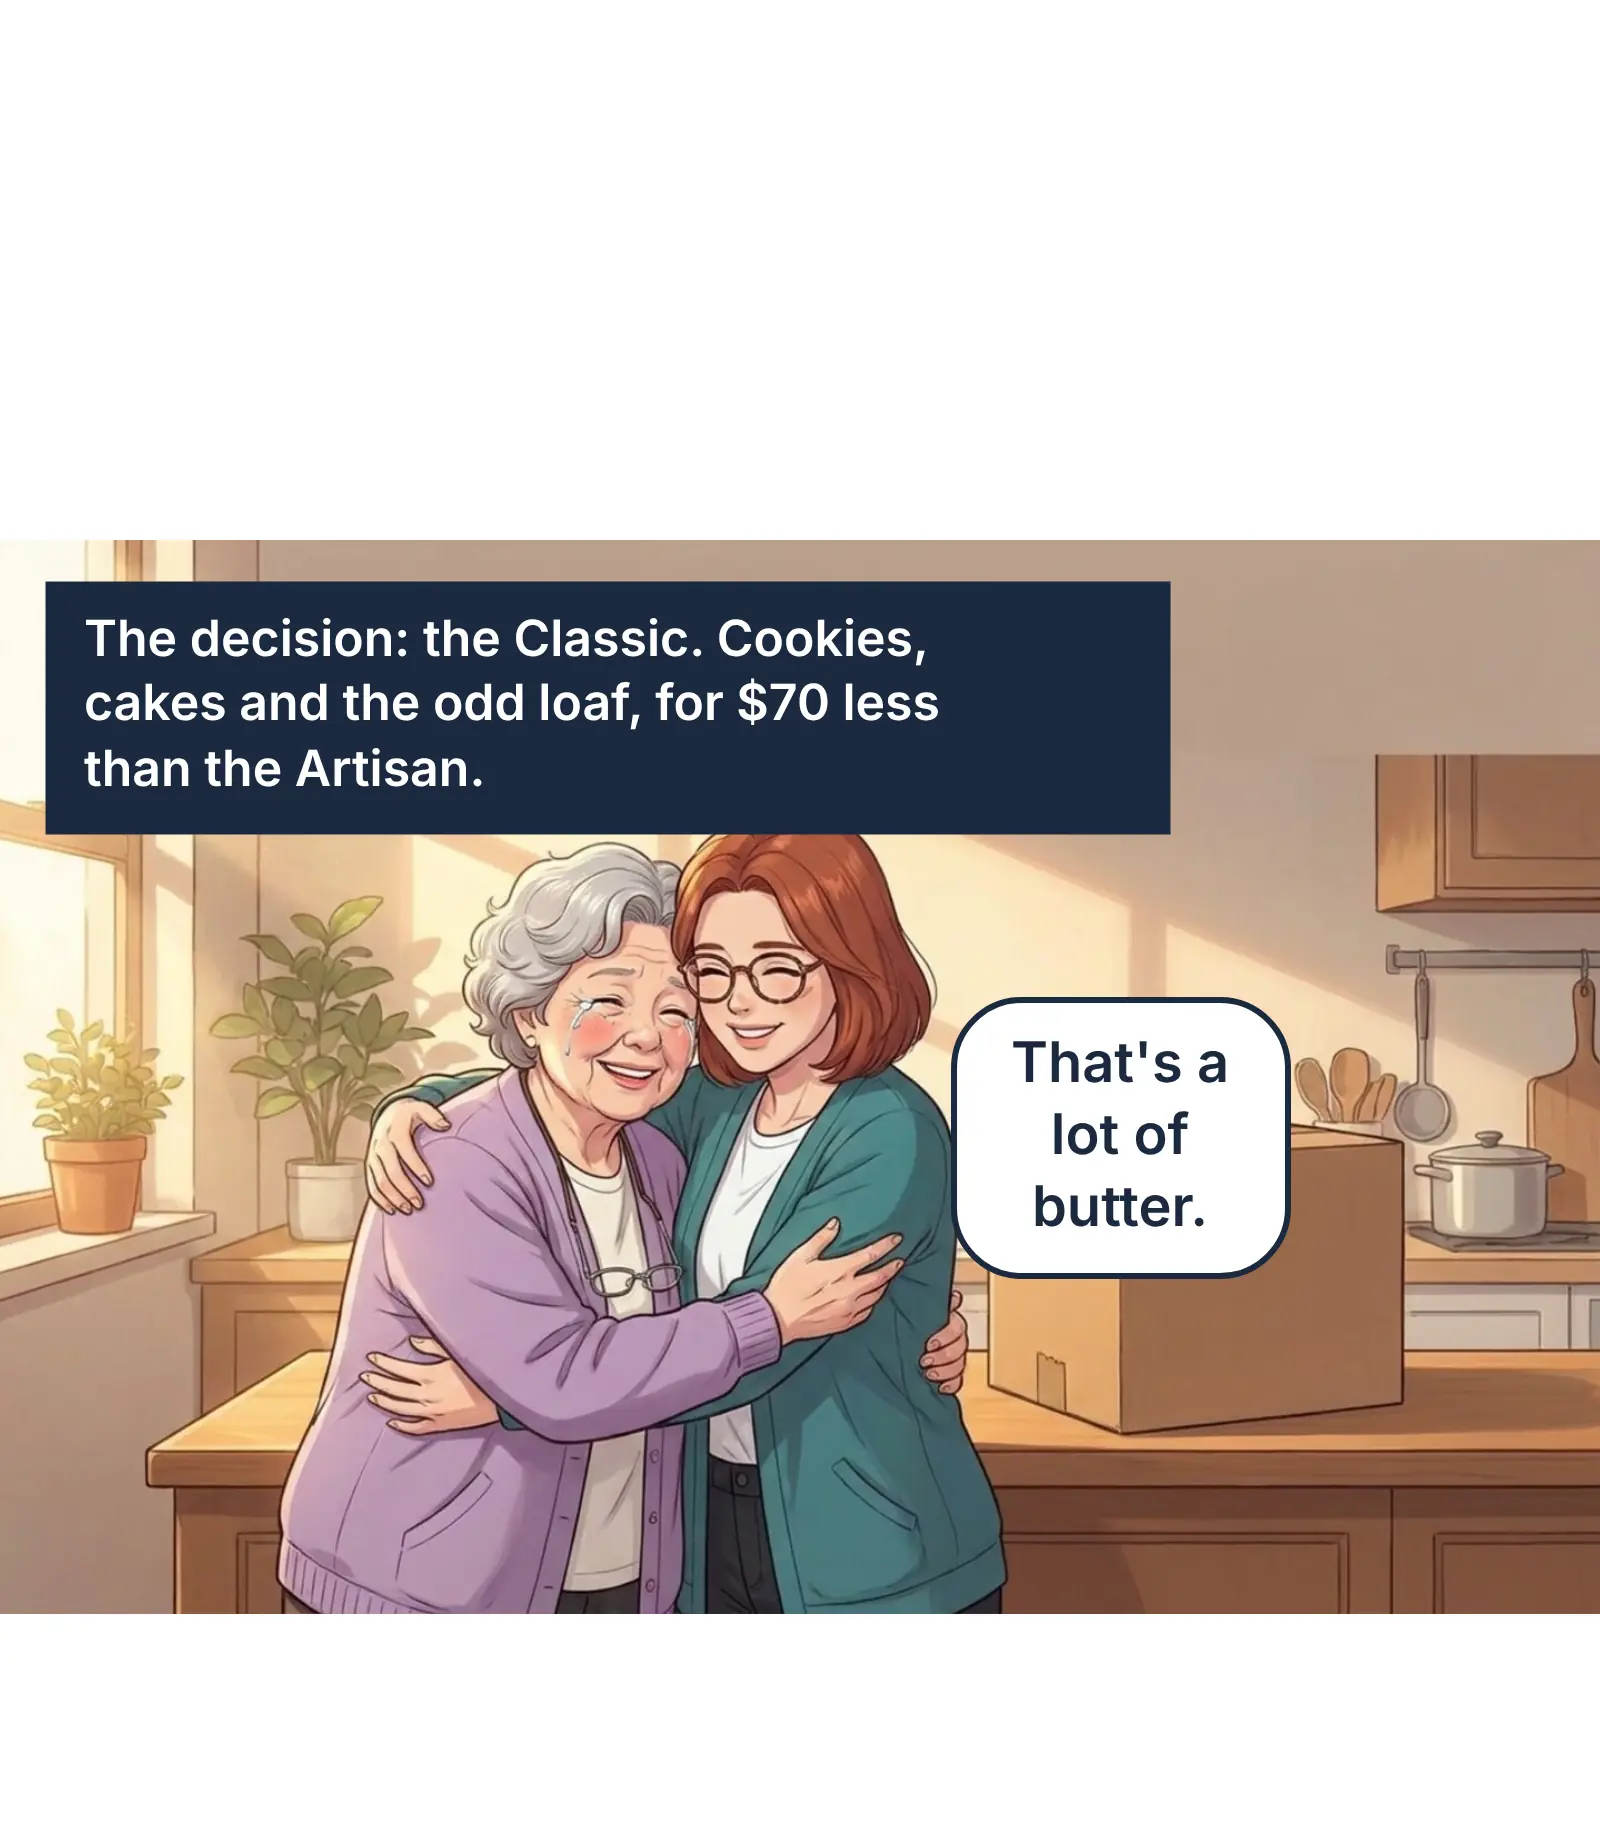 The decision: the Classic. Cookies,
cakes and the odd loaf, for $70 less
than the Artisan.
That's a
lot of
butter.